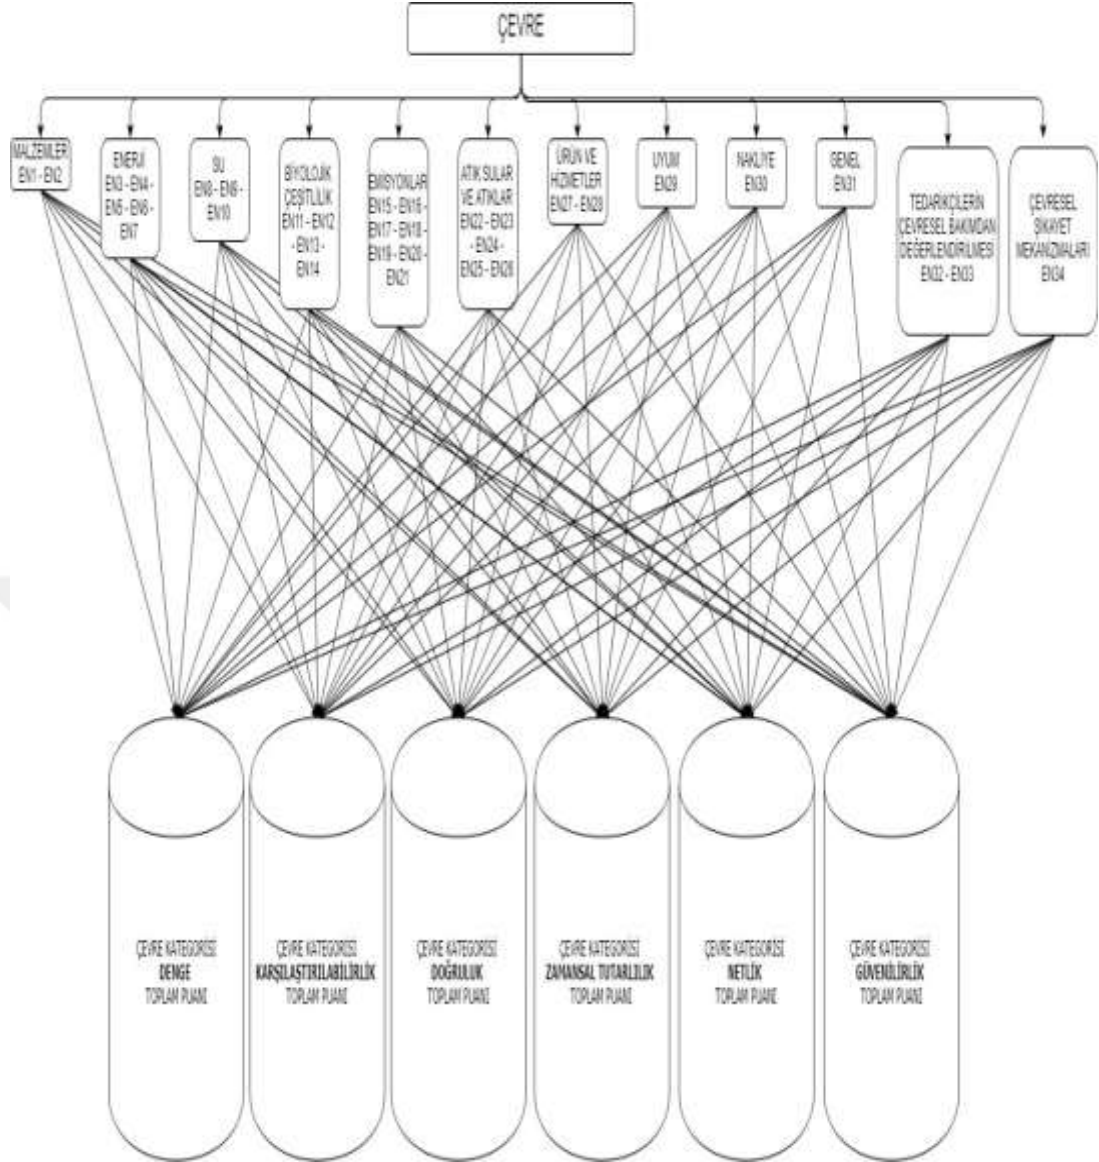 ÇEVRE
MALZEMLER
EN1 - EN2
ENERJİ
EN3 - EN4 -
EN5 - EN6 -
EN7
SU
EN8 - EN9 -
EN10
BİYOLOJİK
ÇEŞİTLİLİK
EN11 - EN12
- EN13 -
EN14
EMİSYONLAR
EN15 - EN16 -
EN17 - EN18 -
EN19 - EN20 -
EN21
ATIK SULAR
VE ATIKLAR
EN22 - EN23
- EN24 -
EN25 - EN26
ÜRÜN VE
HİZMETLER
EN27 - EN28
UYUM
EN29
NAKLİYE
EN30
GENEL
EN31
TEDARİKÇİLERİN
ÇEVRESEL BAKIMDAN
DEĞERLENDİRİLMESİ
EN32 - EN33
ÇEVRESEL
ŞİKAYET
MEKANİZMALARI
EN34
ÇEVRE KATEGORİSİ
DENGE
TOPLAM PUANI
ÇEVRE KATEGORİSİ
KARŞILAŞTIRILABİLİRLİK
TOPLAM PUANI
ÇEVRE KATEGORİSİ
DOĞRULUK
TOPLAM PUANI
ÇEVRE KATEGORİSİ
ZAMANSAL TUTARLILIK
TOPLAM PUANI
ÇEVRE KATEGORİSİ
NETLİK
TOPLAM PUANI
ÇEVRE KATEGORİSİ
GÜVENİLİRLİK
TOPLAM PUANI